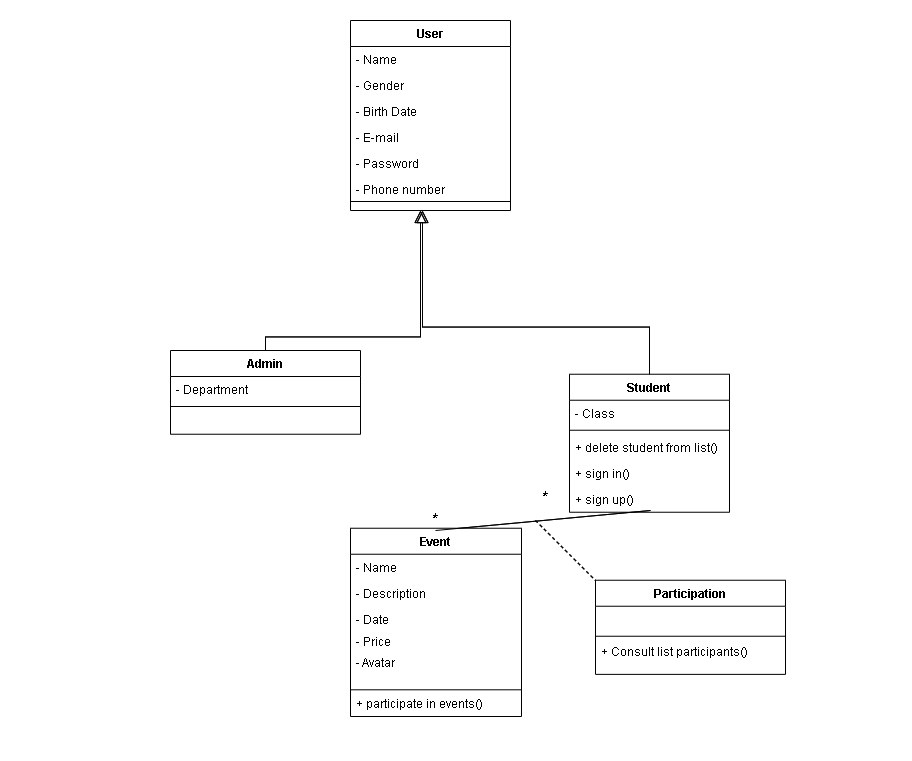 User
- Name
- Gender
- Birth Date
- E-mail
- Password
- Phone number
Admin
- Department
Student
- Class
+ delete student from list()
+ sign in()
+ sign up()
*
*
Event
- Name
- Description
- Date
- Price
- Avatar
+ participate in events()
Participation
+ Consult list participants()